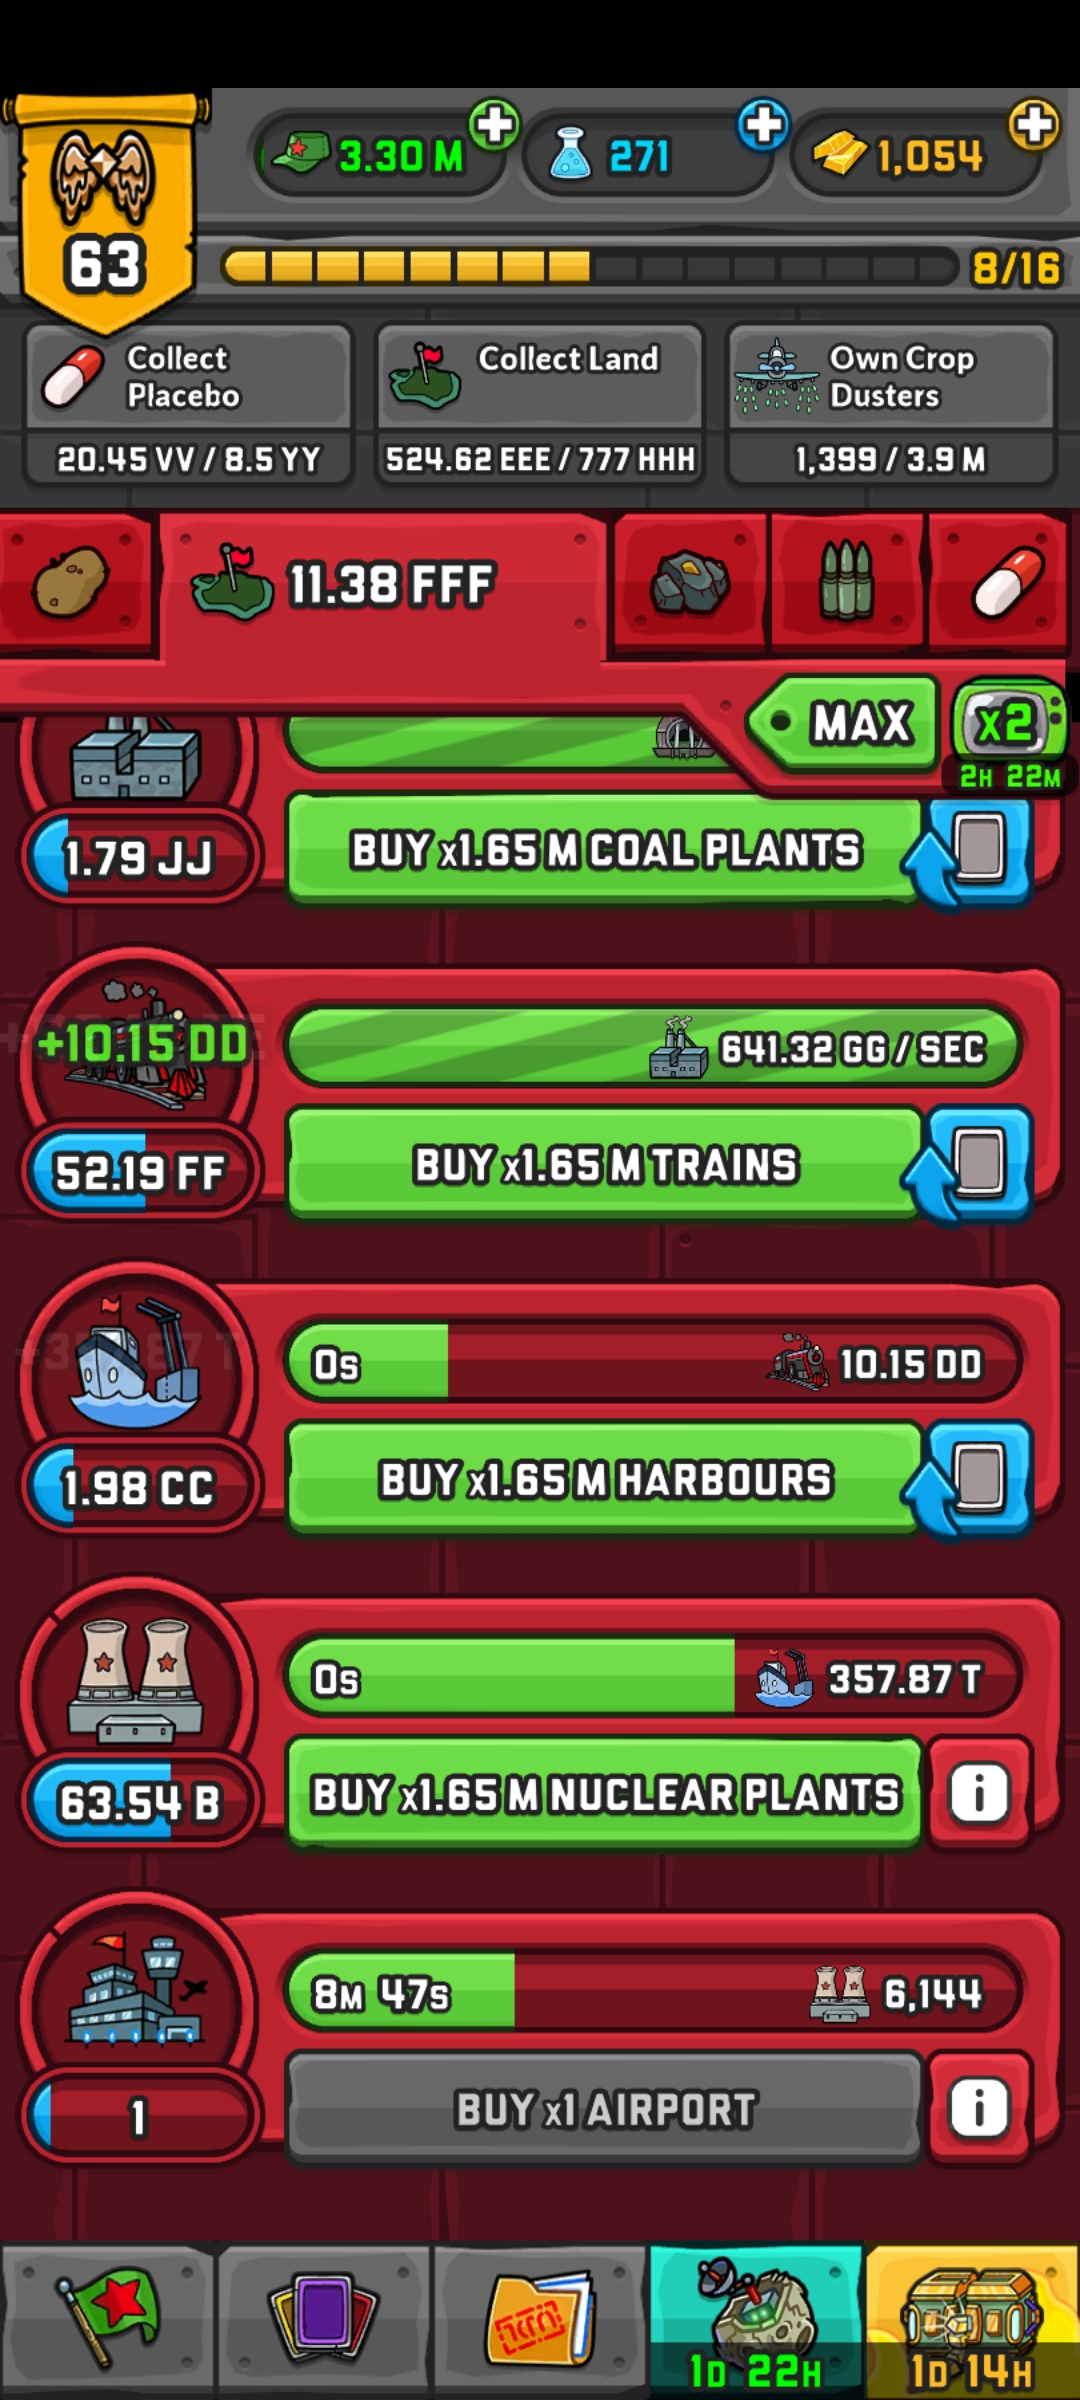 3.30 M
271
1,054
63
8/16
Collect
Placebo
20.45 VV / 8.5 YY
Collect Land
524.62 EEE / 777 HHH
Own Crop
Dusters
1,399 / 3.9 M
11.38 FFF
MAX
x2
2H 22M
1.79 JJ
BUY x1.65 M COAL PLANTS
+10.15 DD
641.32 GG / SEC
52.19 FF
BUY x1.65 M TRAINS
0s
10.15 DD
1.98 CC
BUY x1.65 M HARBOURS
0s
357.87 T
63.54 B
BUY x1.65 M NUCLEAR PLANTS
i
8M 47s
6,144
1
BUY x1 AIRPORT
i
1D 22H
1D 14H